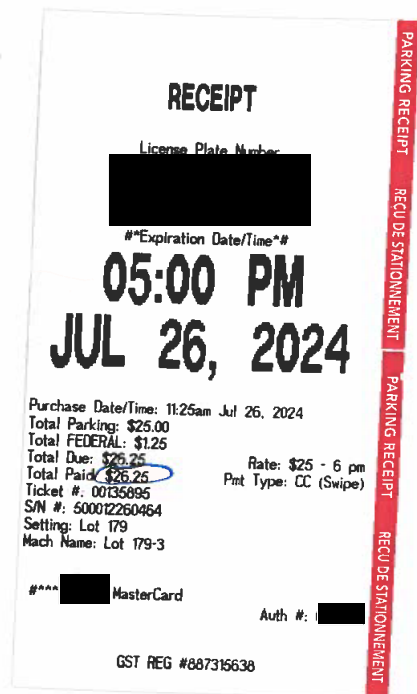 RECEIPT
License Plate Number
#*Expiration Date/Time*#
05:00 PM
JUL 26, 2024
Purchase Date/Time: 11:25am Jul 26, 2024
Total Parking: $25.00
Total FEDERAL: $1.25
Total Due: $26.25
Rate: $25 - 6 pm
Total Paid: $26.25
Pmt Type: CC (Swipe)
Ticket #: 00135895
S/N #: 500012260464
Setting: Lot 179
Mach Name: Lot 179-3
#*** MasterCard
Auth #:
GST REG #887315638
PARKING RECEIPT
REÇU DE STATIONNEMENT
PARKING RECEIPT
REÇU DE STATIONNEMENT